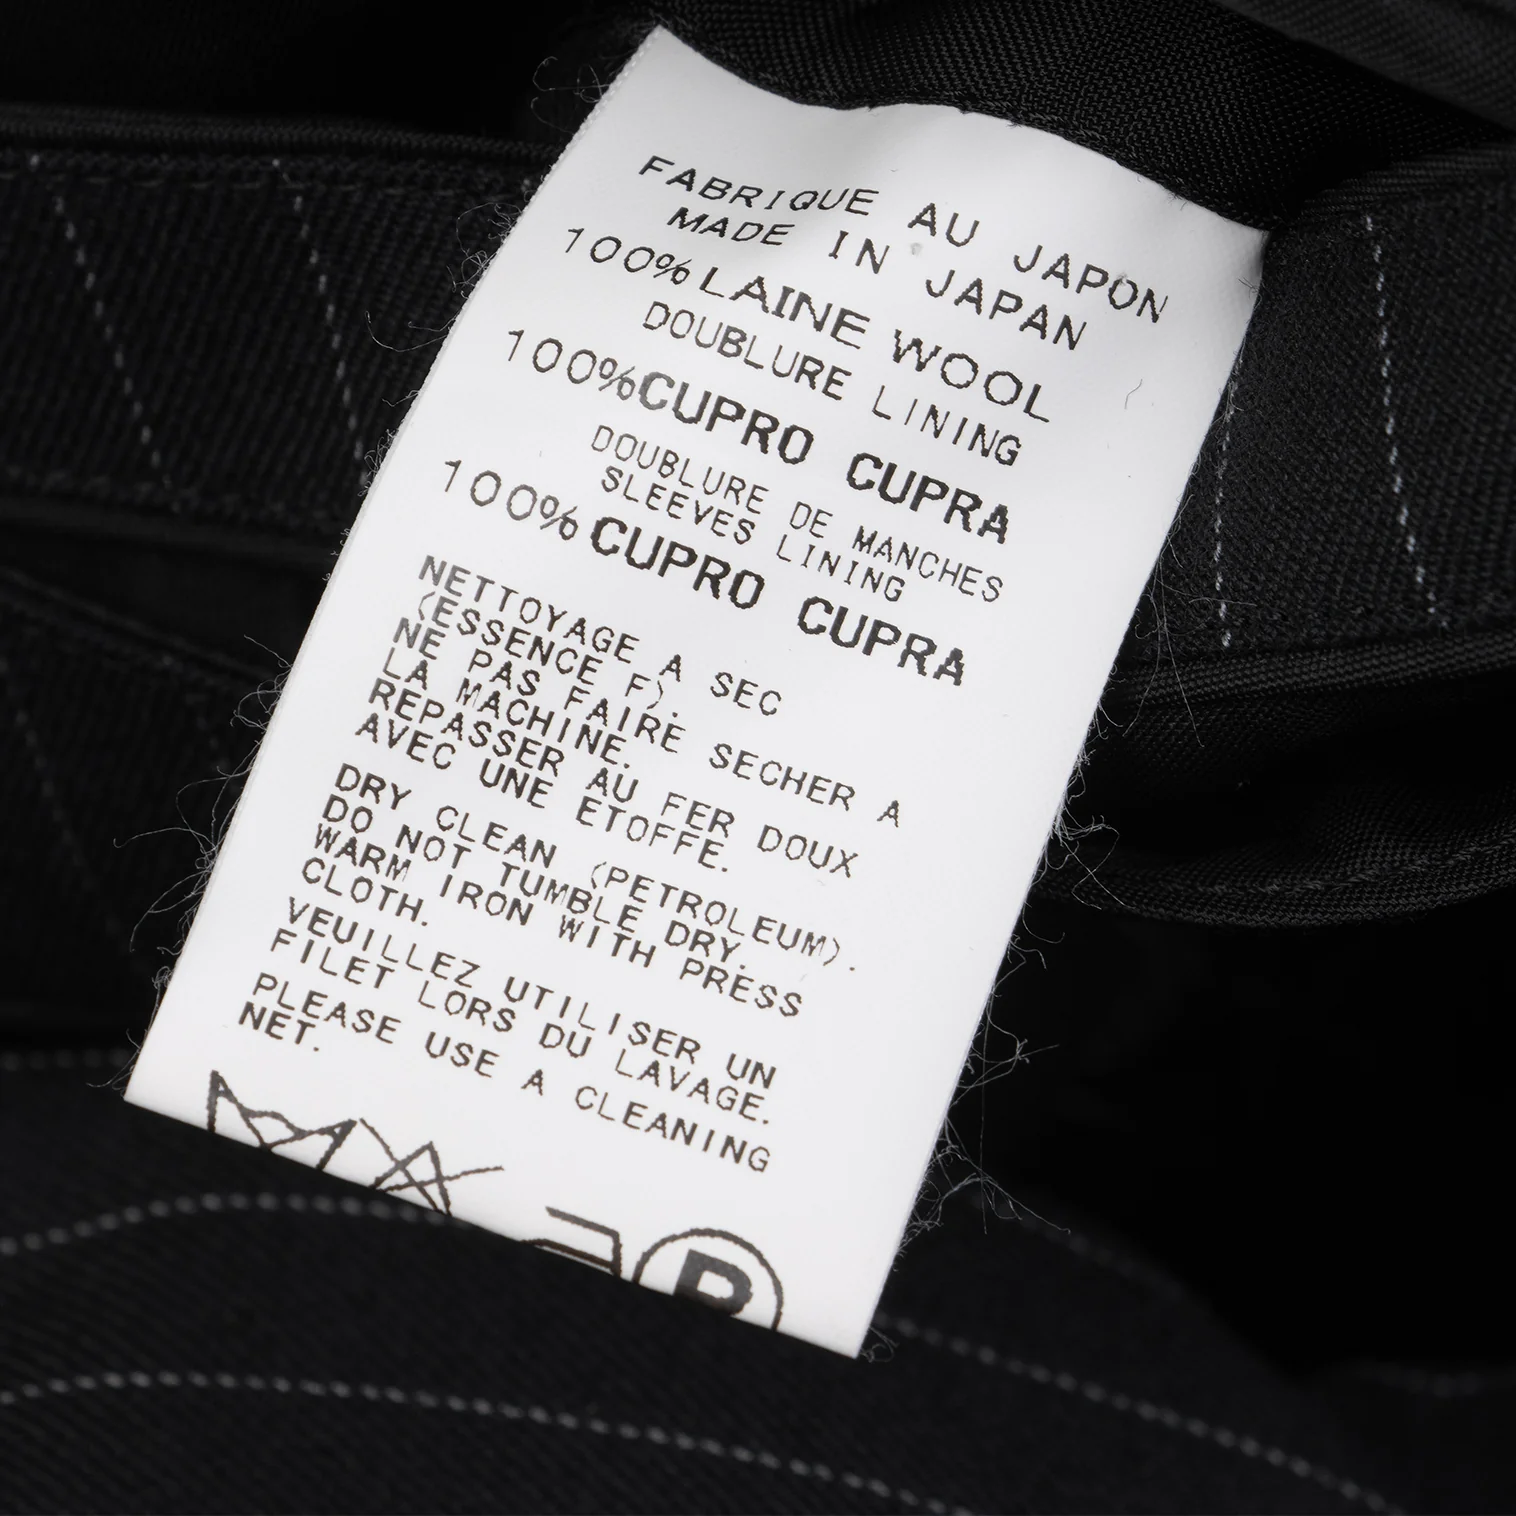 FABRIQUE AU JAPON
MADE IN JAPAN
100% LAINE WOOL
DOUBLURE LINING
100% CUPRO CUPRA
DOUBLURE DE MANCHES
SLEEVES LINING
100% CUPRO CUPRA
NETTOYAGE A SEC
(ESSENCE F).
NE PAS FAIRE SECHER A
LA MACHINE.
REPASSER AU FER DOUX
AVEC UNE ETOFFE.
DRY CLEAN (PETROLEUM).
DO NOT TUMBLE DRY.
WARM IRON WITH PRESS
CLOTH.
VEUILLEZ UTILISER UN
FILET LORS DU LAVAGE.
PLEASE USE A CLEANING
NET.